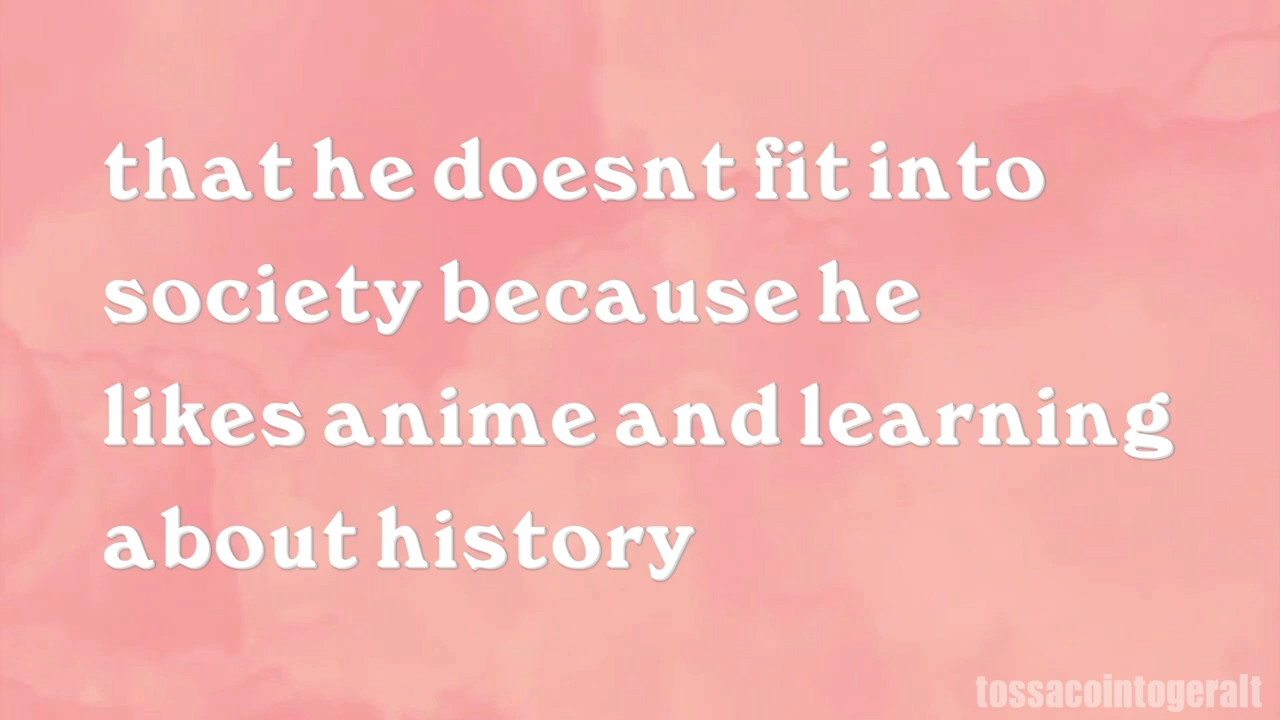 that he doesnt fit into
society because he
likes anime and learning
about history
tossacointogeralt